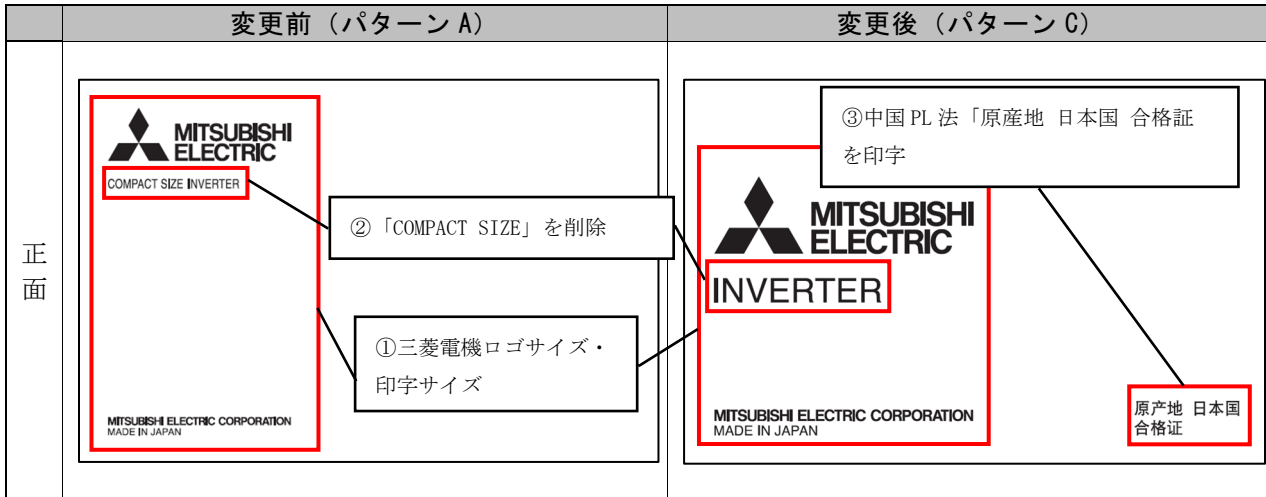 変更前（パターン A）
変更後（パターン C）
正
面
MITSUBISHI
ELECTRIC
COMPACT SIZE INVERTER
②「COMPACT SIZE」を削除
①三菱電機ロゴサイズ・
印字サイズ
MITSUBISHI ELECTRIC CORPORATION
MADE IN JAPAN
③中国 PL 法「原産地 日本国 合格証
を印字
MITSUBISHI
ELECTRIC
INVERTER
MITSUBISHI ELECTRIC CORPORATION
MADE IN JAPAN
原产地 日本国
合格证